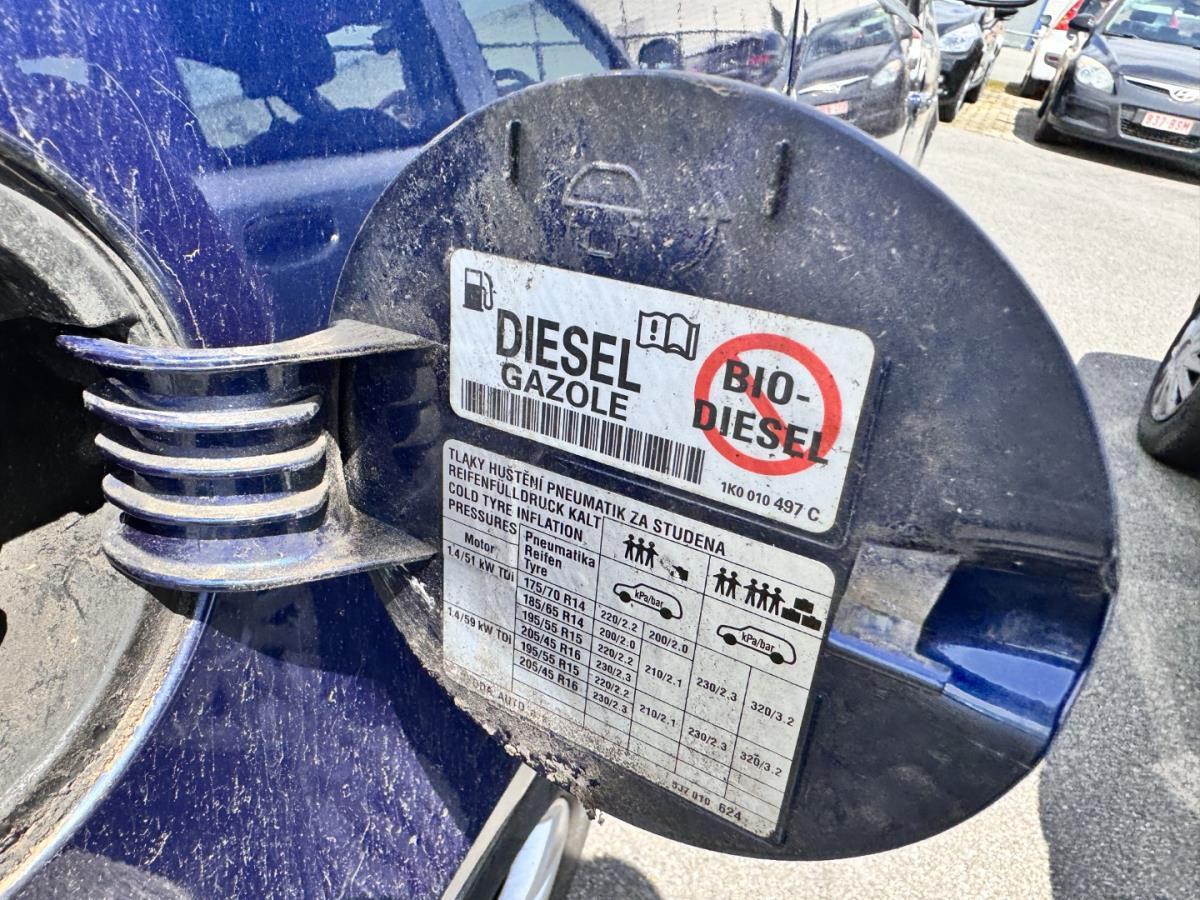 DIESEL
GAZOLE
BIO-
DIESEL
1K0 010 497 C
TLAKY HUŠTĚNÍ PNEUMATIK ZA STUDENA
REIFENFÜLLDRUCK KALT
COLD TYRE INFLATION
PRESSURES
Motor
Pneumatika
Reifen
Tyre
kPa/bar
kPa/bar
1.4/51 kW TDI
175/70 R14 220/2.2 200/2.0
185/65 R14 200/2.0
195/55 R15 220/2.2 210/2.1 230/2.3 320/3.2
205/45 R16 230/2.3
1.4/59 kW TDI
195/55 R15 220/2.2 210/2.1 230/2.3 320/3.2
205/45 R16 230/2.3
AUTO
010 624
937-BSM